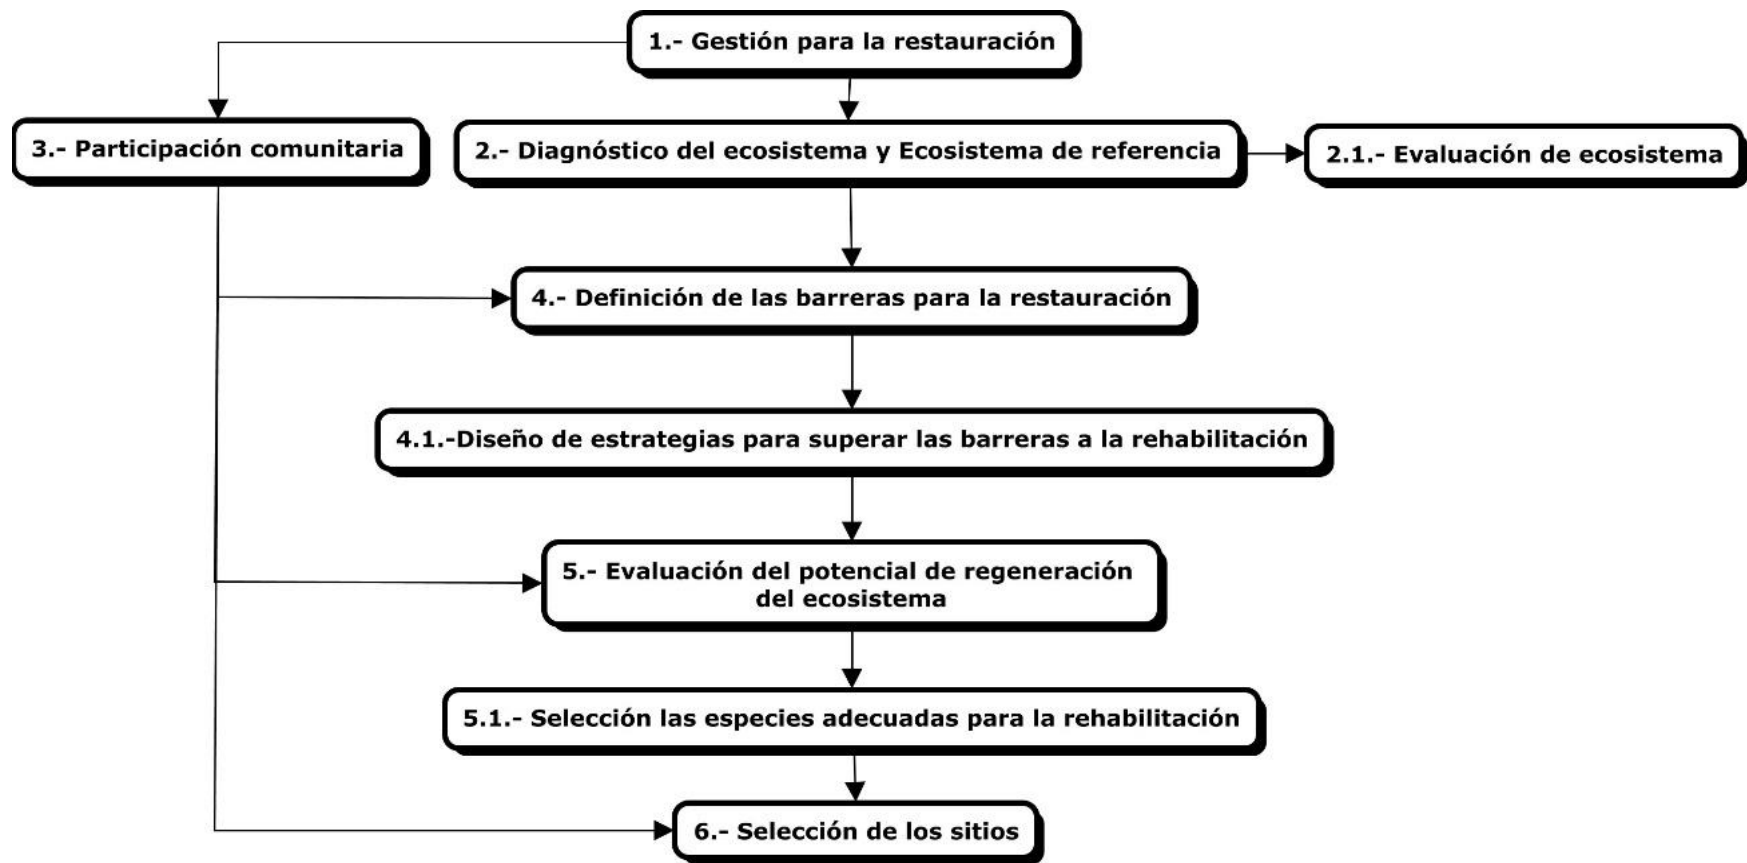 1.- Gestión para la restauración
3.- Participación comunitaria
2.- Diagnóstico del ecosistema y Ecosistema de referencia
2.1.- Evaluación de ecosistema
4.- Definición de las barreras para la restauración
4.1.-Diseño de estrategias para superar las barreras a la rehabilitación
5.- Evaluación del potencial de regeneración
del ecosistema
5.1.- Selección las especies adecuadas para la rehabilitación
6.- Selección de los sitios